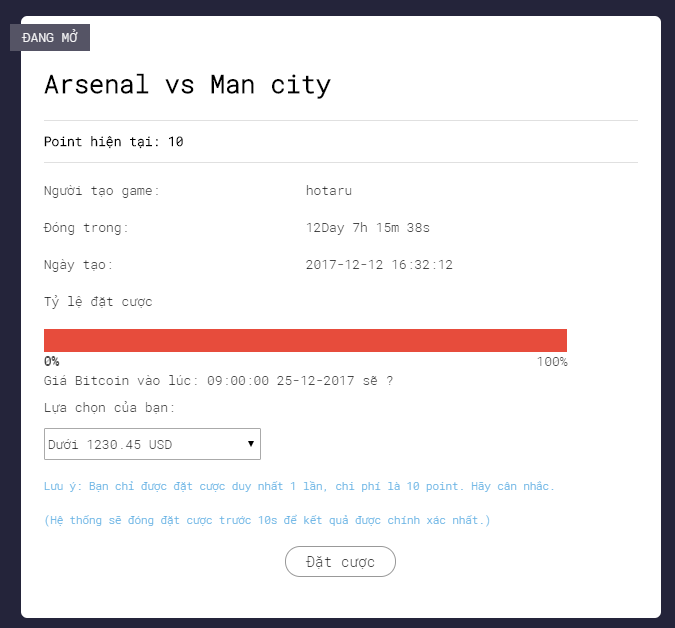 ĐANG MỞ
Arsenal vs Man city
Point hiện tại: 10
Người tạo game: hotaru
Đóng trong: 12Day 7h 15m 38s
Ngày tạo: 2017-12-12 16:32:12
Tỷ lệ đặt cược
0% 100%
Giá Bitcoin vào lúc: 09:00:00 25-12-2017 sẽ ?
Lựa chọn của bạn:
Dưới 1230.45 USD
Lưu ý: Bạn chỉ được đặt cược duy nhất 1 lần, chi phí là 10 point. Hãy cân nhắc.
(Hệ thống sẽ đóng đặt cược trước 10s để kết quả được chính xác nhất.)
Đặt cược